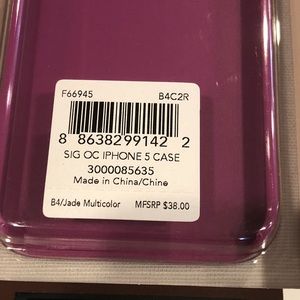 F66945 B4C2R
8 8638299142 2
SIG OC IPHONE 5 CASE
3000085635
Made in China/Chine
B4/Jade Multicolor MFSRP $38.00